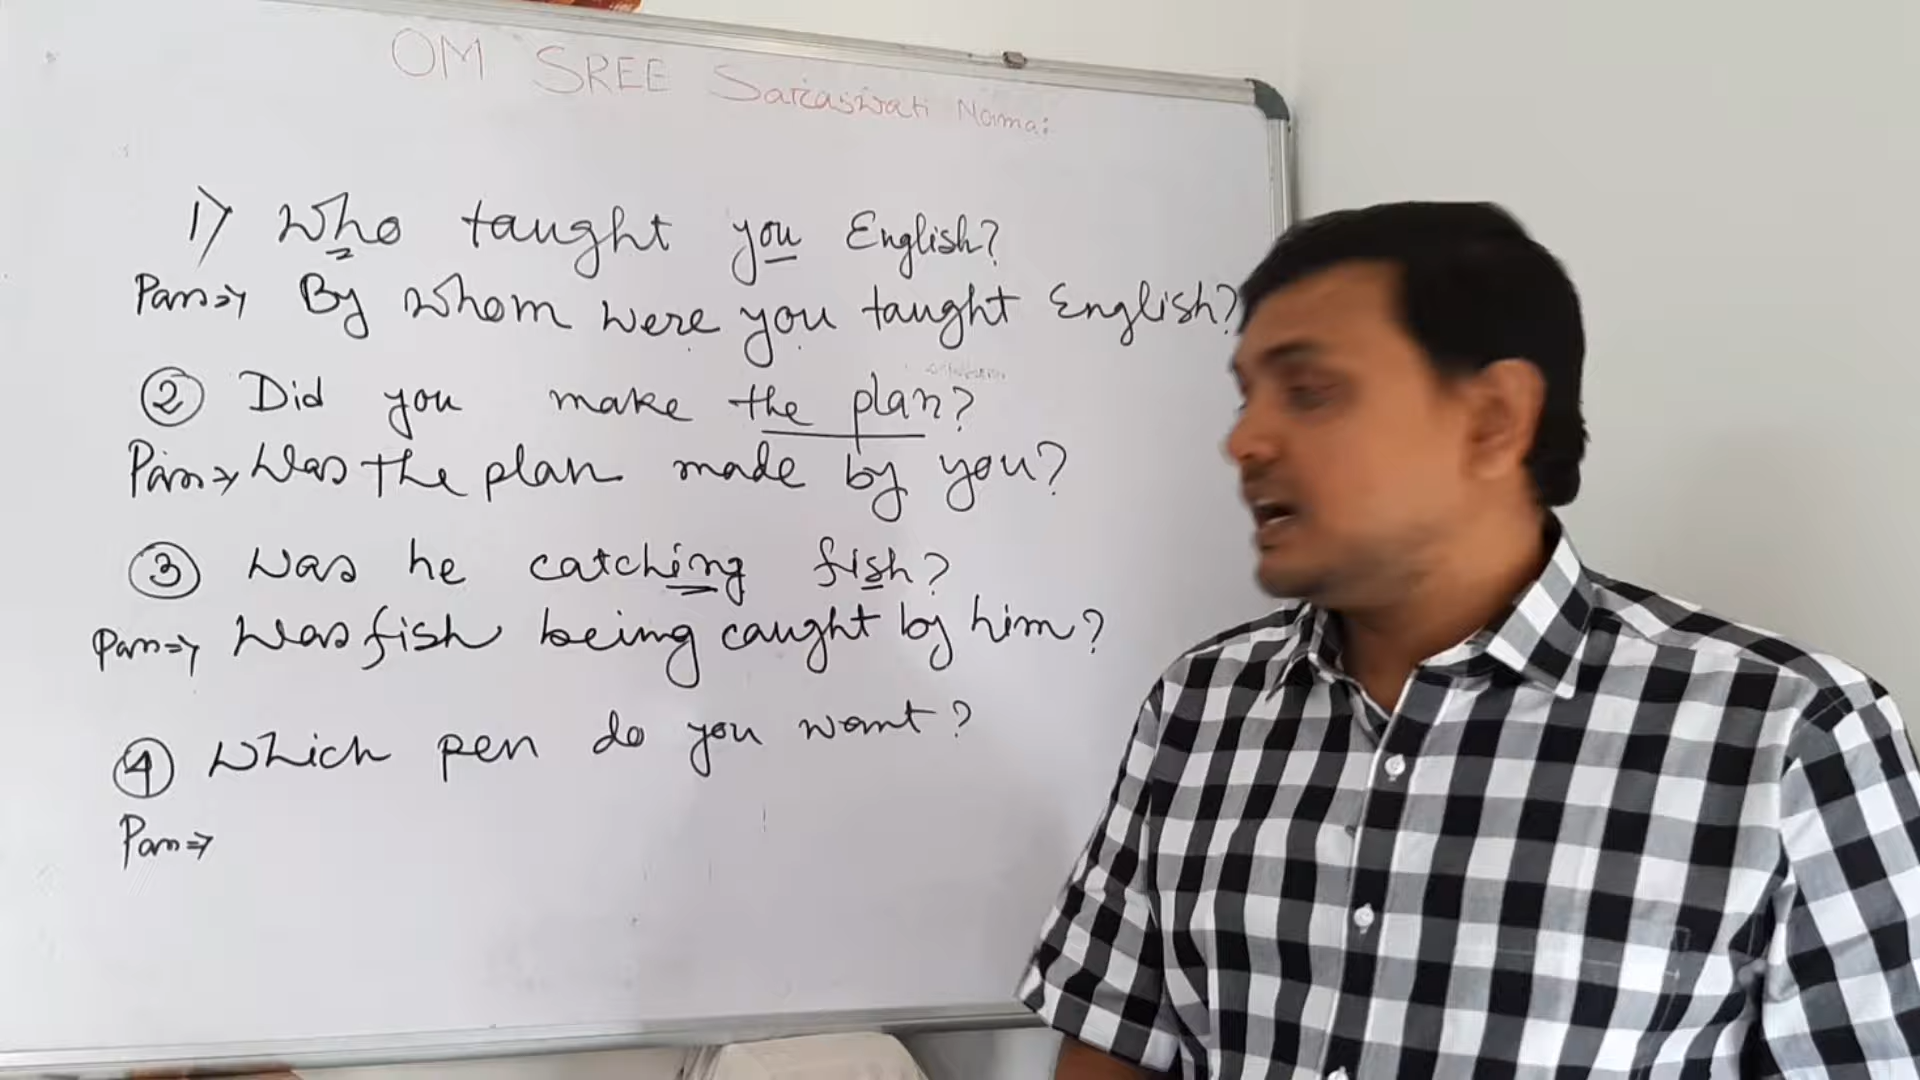 OM SREE Saraswati Nama:
1) Who taught you English?
Pass=> By whom were you taught English?
② Did you make the plan?
Pass=> Was the plan made by you?
③ Was he catching fish?
Pass=> Was fish being caught by him?
④ Which pen do you want?
Pass=>